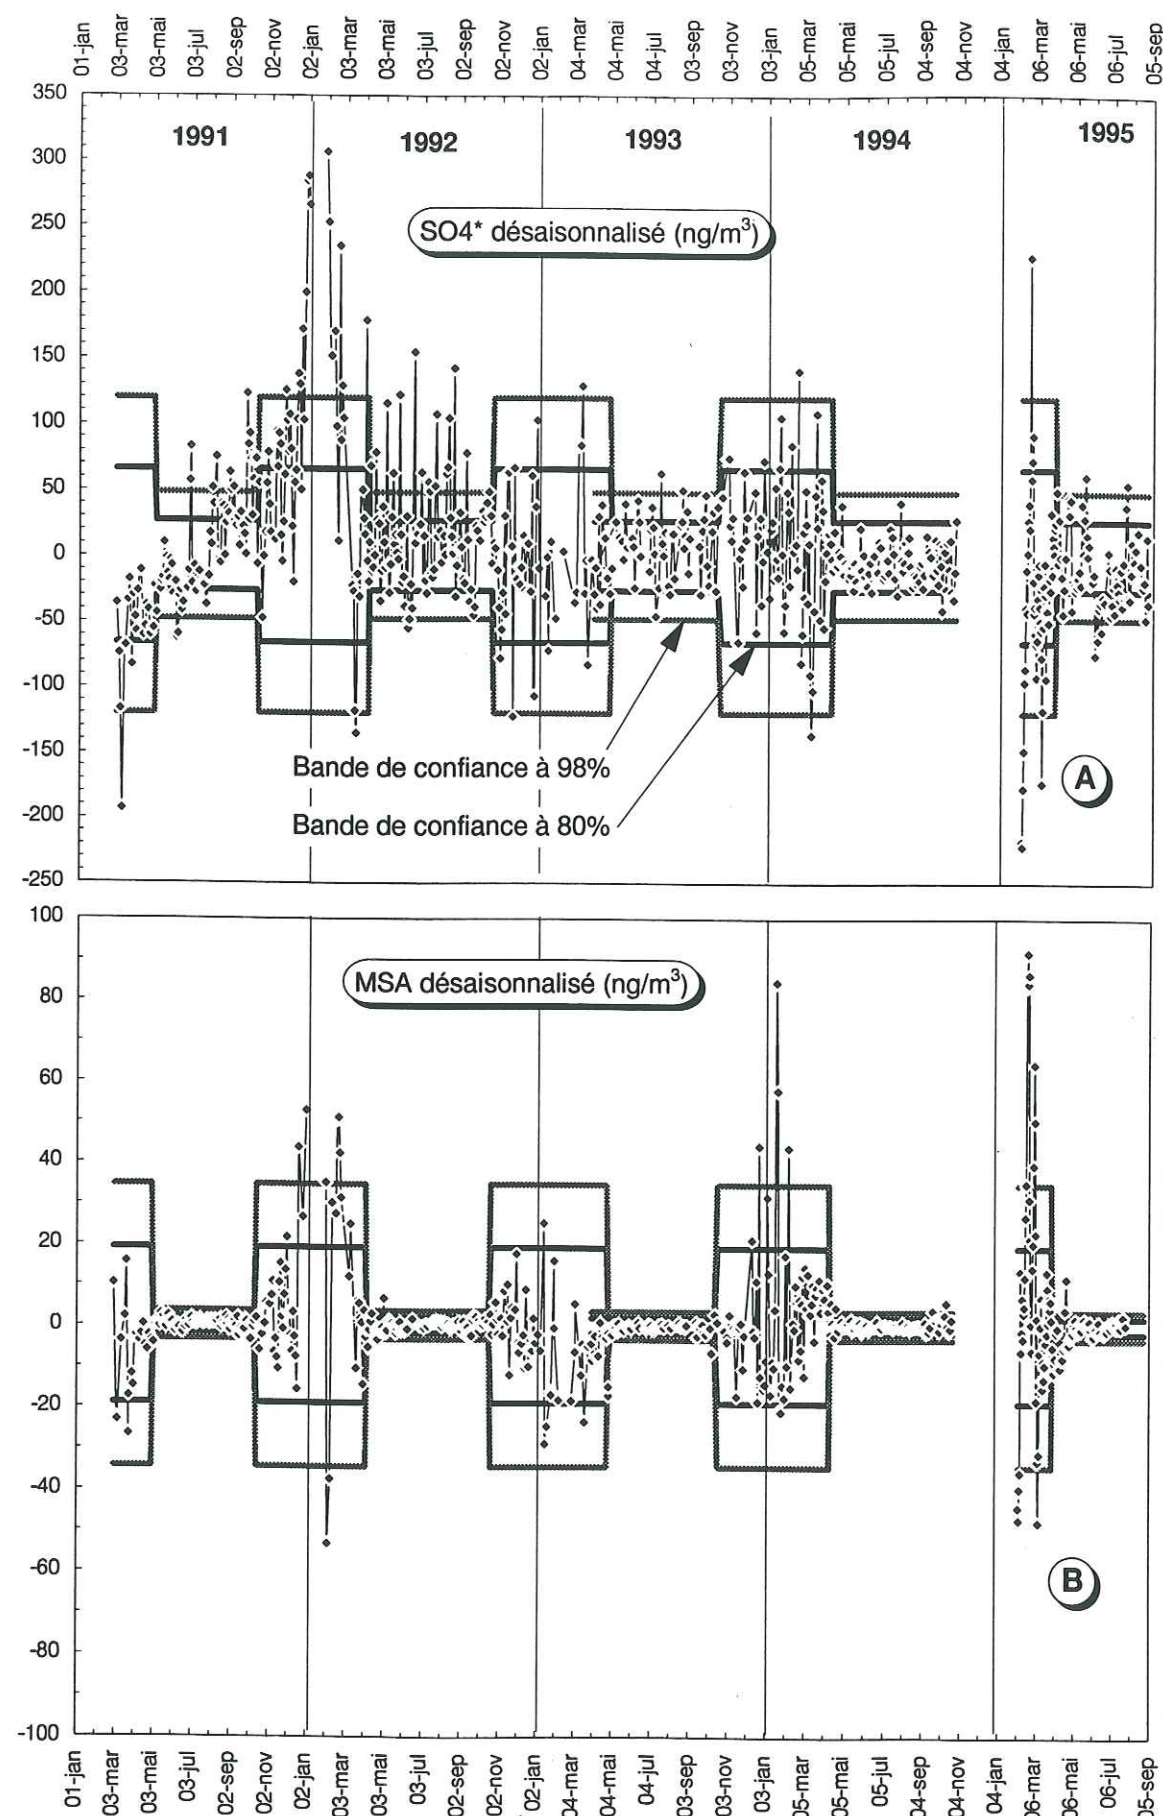 01-jan
03-mar
03-mai
03-jul
02-sep
02-nov
02-jan
03-mar
03-mai
03-jul
02-sep
02-nov
02-jan
04-mar
04-mai
04-jul
03-sep
03-nov
03-jan
05-mar
05-mai
05-jul
04-sep
04-nov
04-jan
06-mar
06-mai
06-jul
05-sep
350
300
250
200
150
100
50
0
-50
-100
-150
-200
-250
1991
1992
1993
1994
1995
SO4* désaisonnalisé (ng/m³)
Bande de confiance à 98%
Bande de confiance à 80%
A
100
80
60
40
20
0
-20
-40
-60
-80
-100
MSA désaisonnalisé (ng/m³)
B
01-jan
03-mar
03-mai
03-jul
02-sep
02-nov
02-jan
03-mar
03-mai
03-jul
02-sep
02-nov
02-jan
04-mar
04-mai
04-jul
03-sep
03-nov
03-jan
05-mar
05-mai
05-jul
04-sep
04-nov
04-jan
06-mar
06-mai
06-jul
05-sep